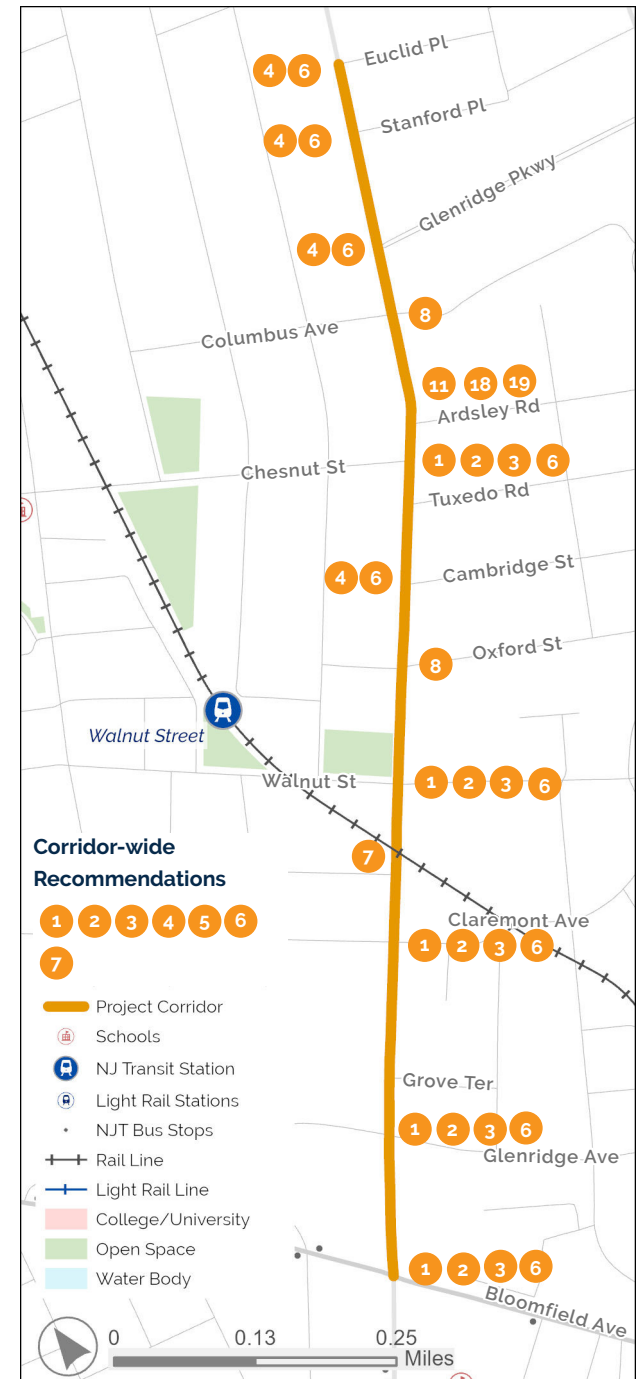 Euclid Pl
4 6
Stanford Pl
4 6
Glenridge Pkwy
4 6
8
Columbus Ave
11 18 19
Ardsley Rd
Chesnut St
1 2 3 6
Tuxedo Rd
4 6
Cambridge St
Oxford St
8
Walnut Street
Walnut St
1 2 3 6
7
Corridor-wide
Recommendations
1 2 3 4 5 6
7
Claremont Ave
1 2 3 6
Project Corridor
Schools
NJ Transit Station
Light Rail Stations
NJT Bus Stops
Rail Line
Light Rail Line
College/University
Open Space
Water Body
Grove Ter
1 2 3 6
Glenridge Ave
1 2 3 6
Bloomfield Ave
0 0.13 0.25
Miles